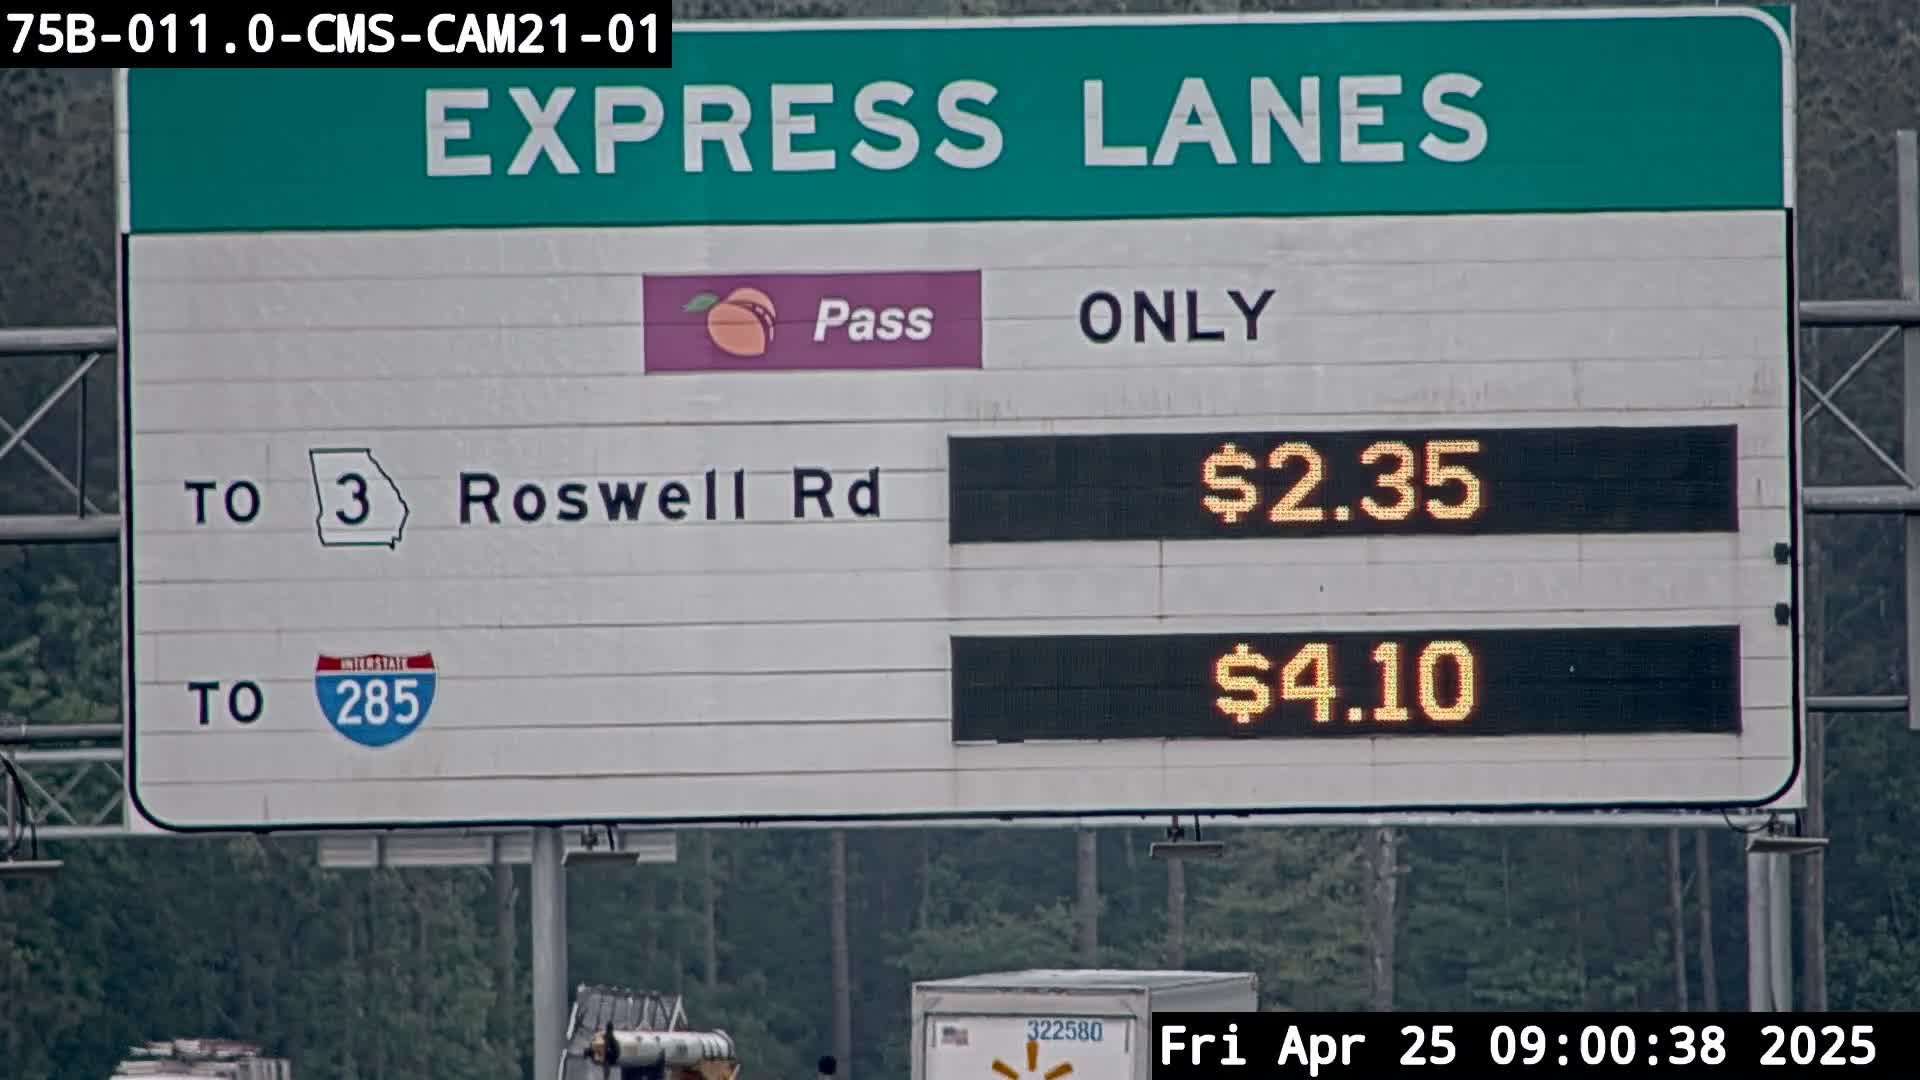 75B-011.0-CMS-CAM21-01
EXPRESS LANES
Pass ONLY
TO 3 Roswell Rd $2.35
TO INTERSTATE 285 $4.10
322580
Fri Apr 25 09:00:38 2025